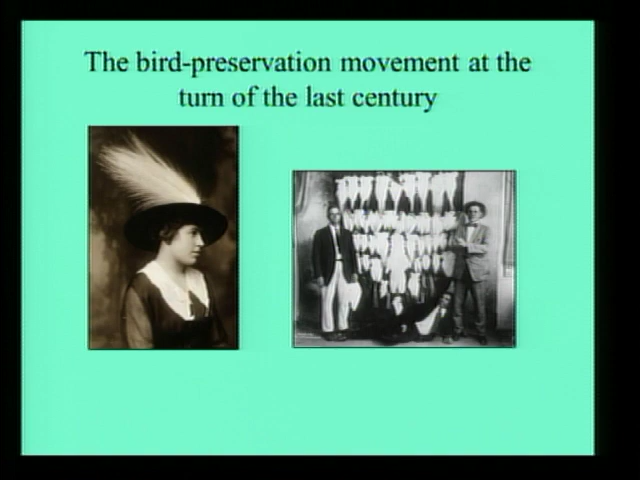 The bird-preservation movement at the
turn of the last century